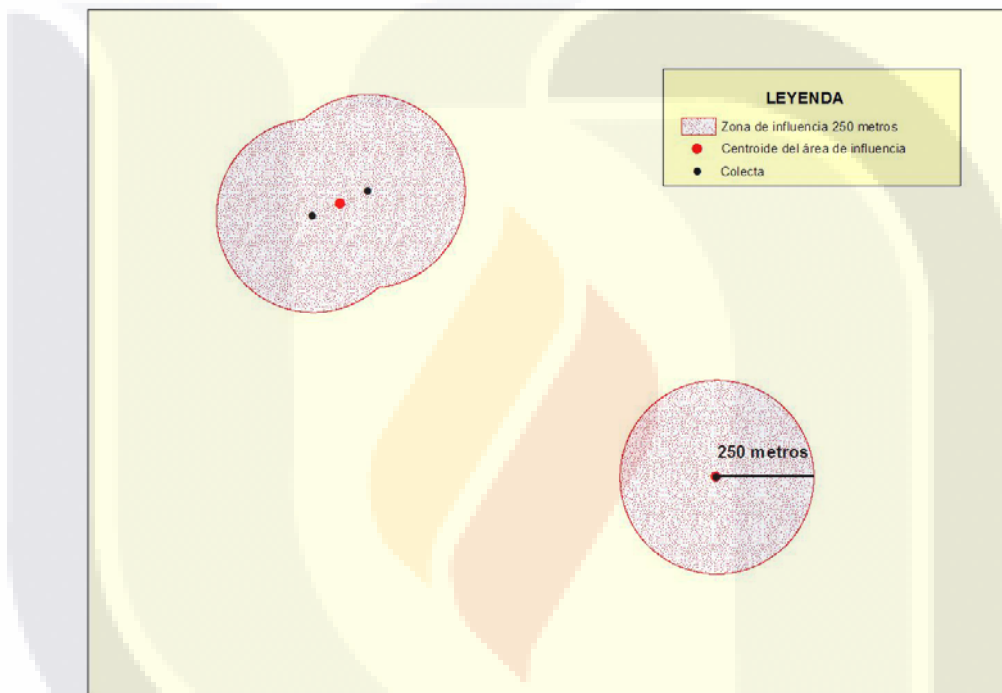 LEYENDA
Zona de influencia 250 metros
Centroide del área de influencia
Colecta
250 metros